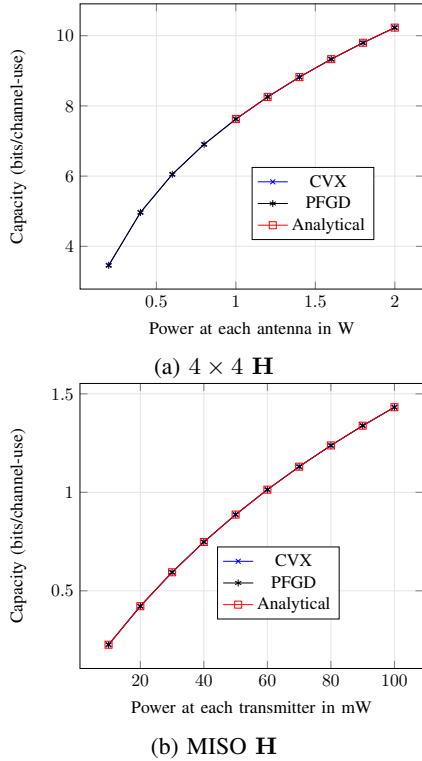 10
8
6
4
Capacity (bits/channel-use)
CVX
PFGD
Analytical
0.5
1
1.5
2
Power at each antenna in W
(a) 4 × 4 H
1.5
1
0.5
Capacity (bits/channel-use)
CVX
PFGD
Analytical
20
40
60
80
100
Power at each transmitter in mW
(b) MISO H